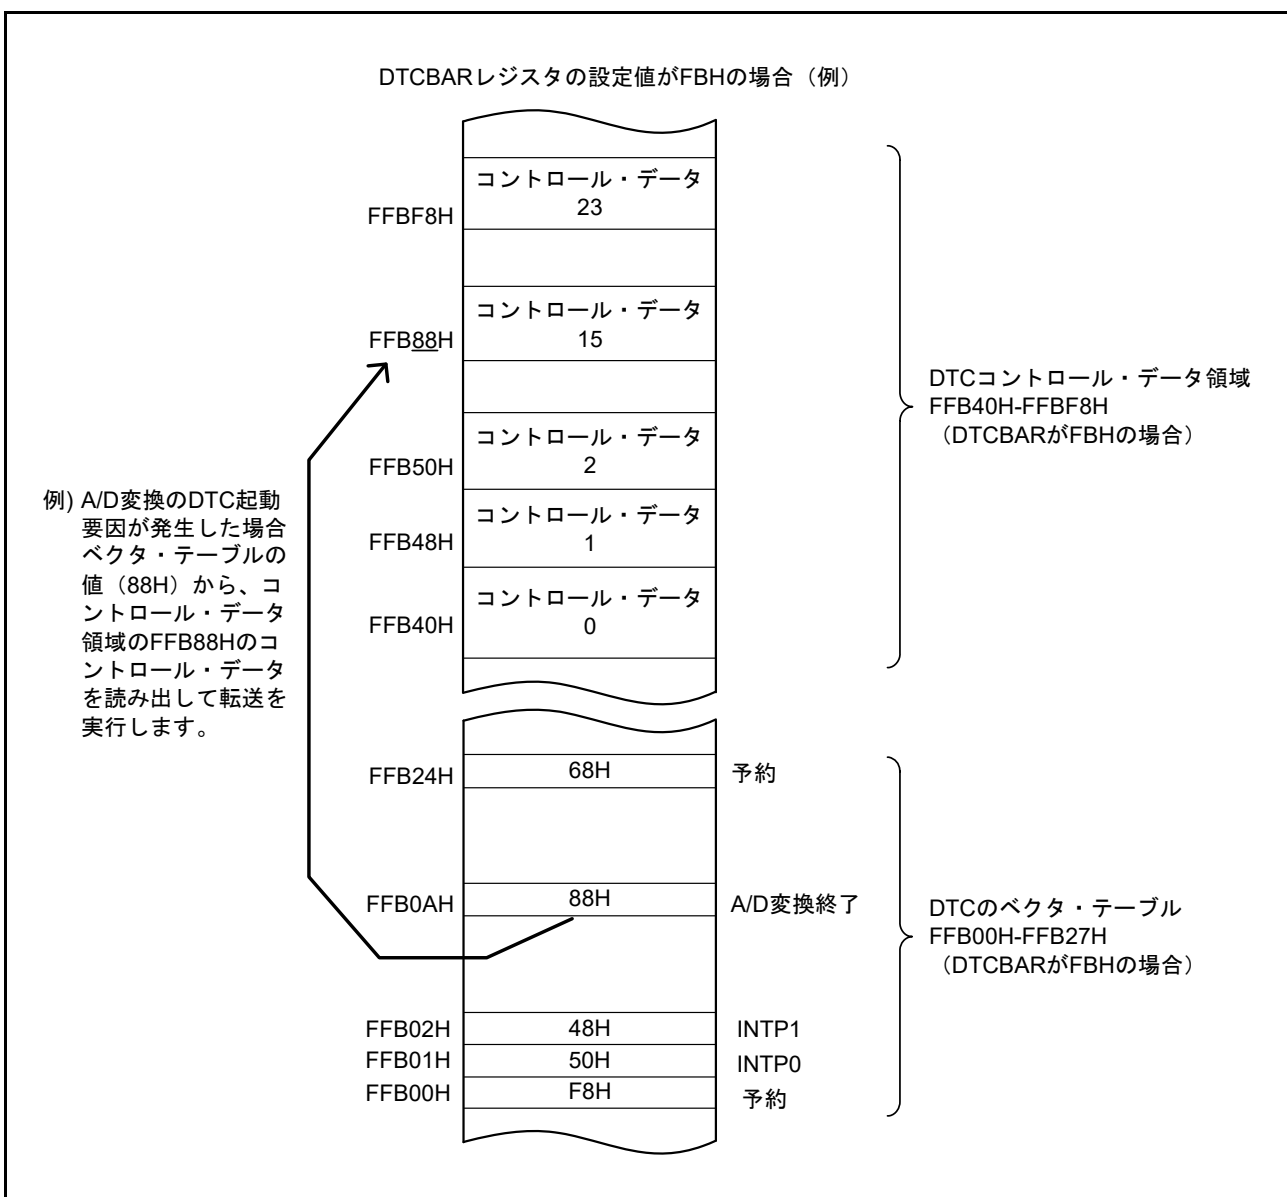 DTCBARレジスタの設定値がFBHの場合（例）
コントロール・データ
23
FFBF8H
コントロール・データ
15
FFB88H
DTCコントロール・データ領域
FFB40H-FFBF8H
（DTCBARがFBHの場合）
コントロール・データ
2
FFB50H
コントロール・データ
1
FFB48H
コントロール・データ
0
FFB40H
例) A/D変換のDTC起動
要因が発生した場合
ベクタ・テーブルの
値（88H）から、コ
ントロール・データ
領域のFFB88Hのコ
ントロール・データ
を読み出して転送を
実行します。
FFB24H 68H 予約
FFB0AH 88H A/D変換終了
DTCのベクタ・テーブル
FFB00H-FFB27H
（DTCBARがFBHの場合）
FFB02H 48H INTP1
FFB01H 50H INTP0
FFB00H F8H 予約